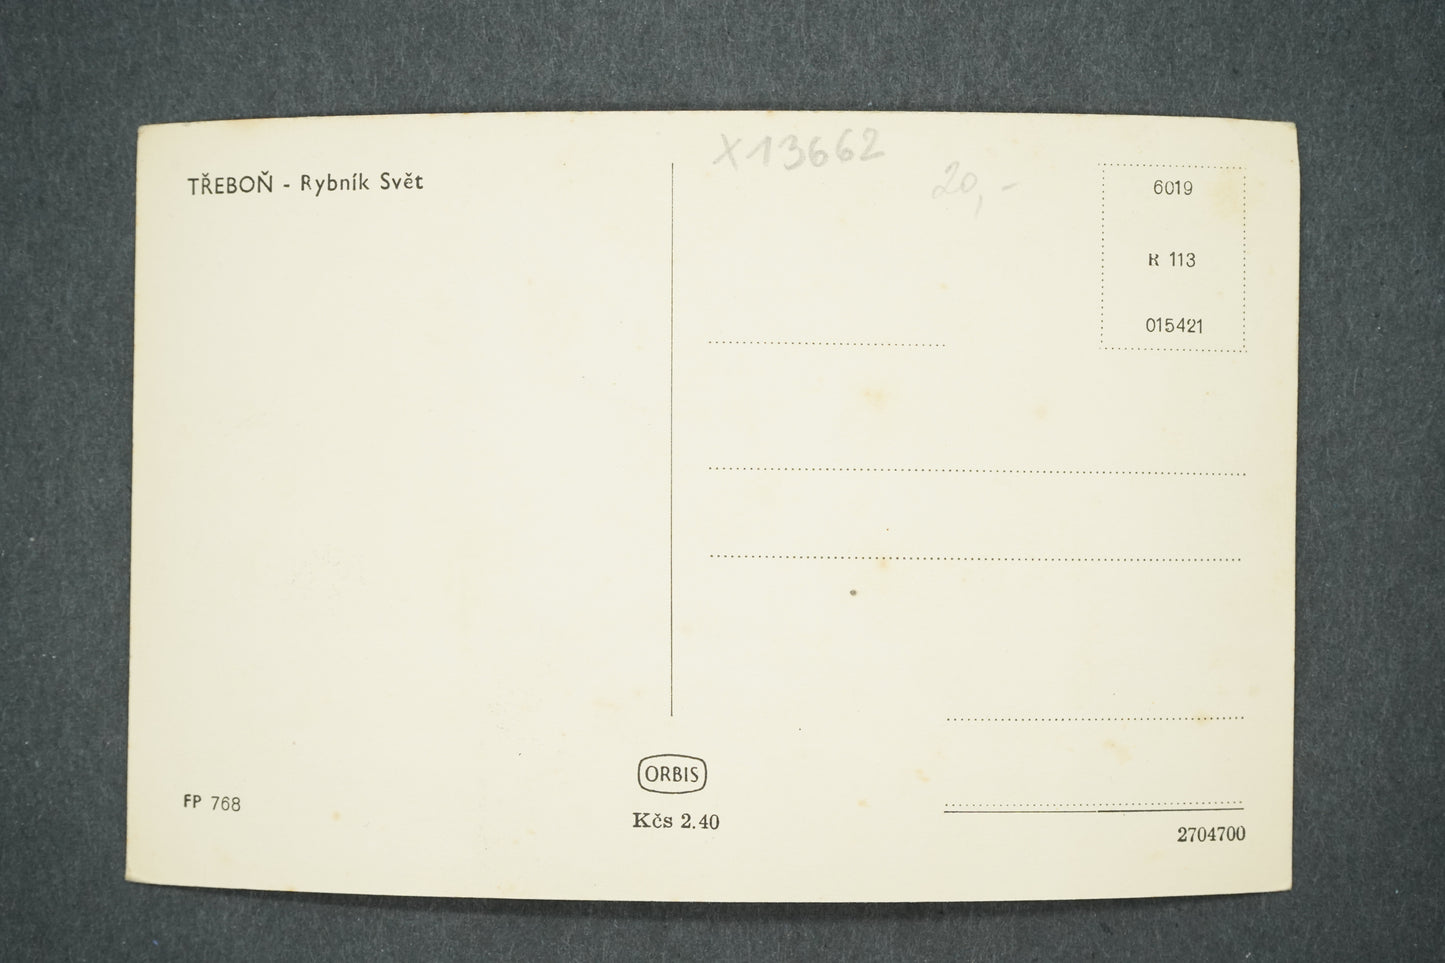 TŘEBOŇ - Rybník Svět
X13662
20,-
6019
R 113
015421
FP 768
ORBIS
Kčs 2.40
2704700